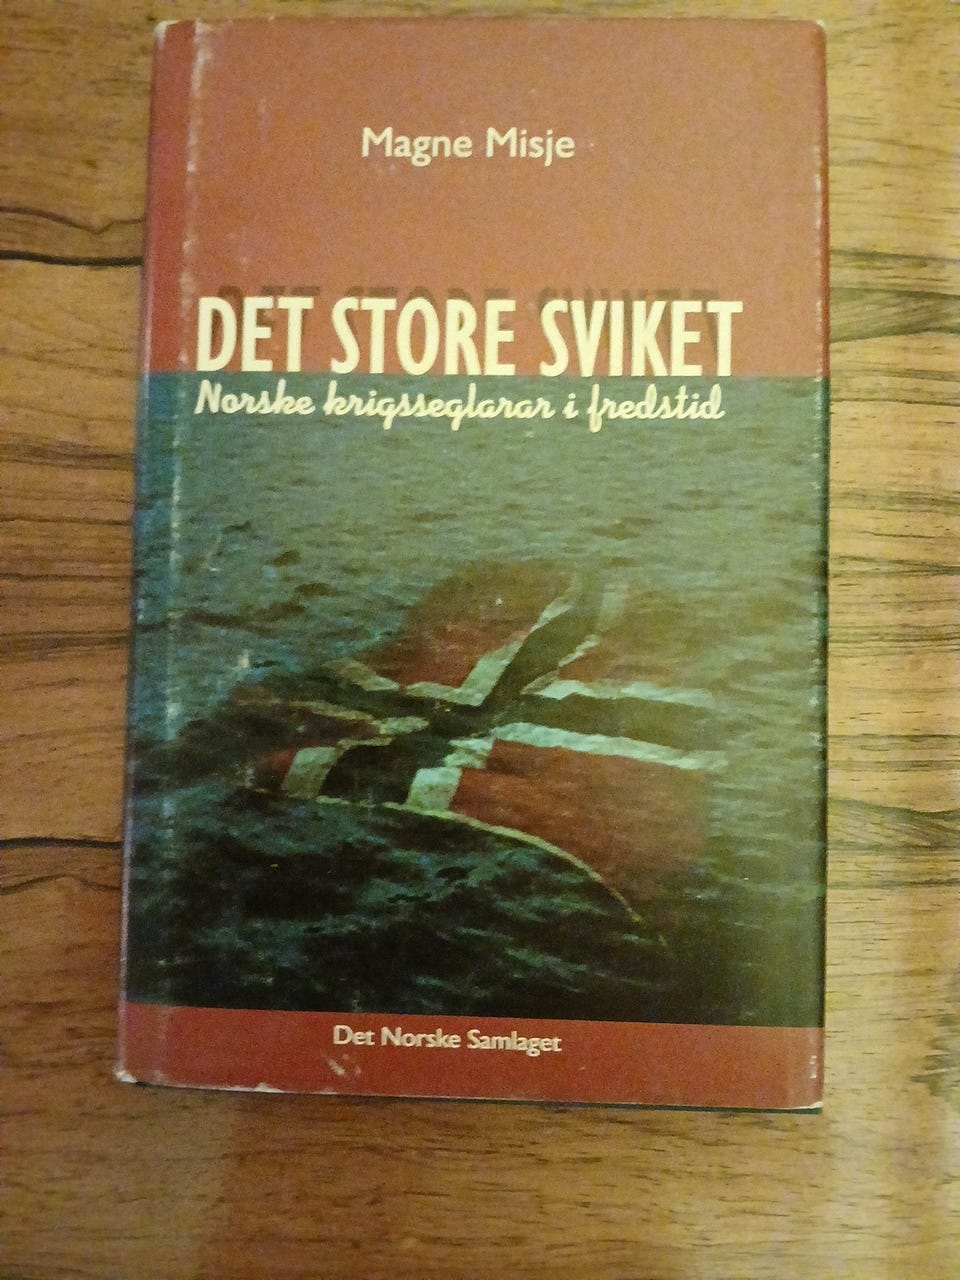 Magne Misje
DET STORE SVIKET
Norske krigsseglarar i fredstid
Det Norske Samlaget